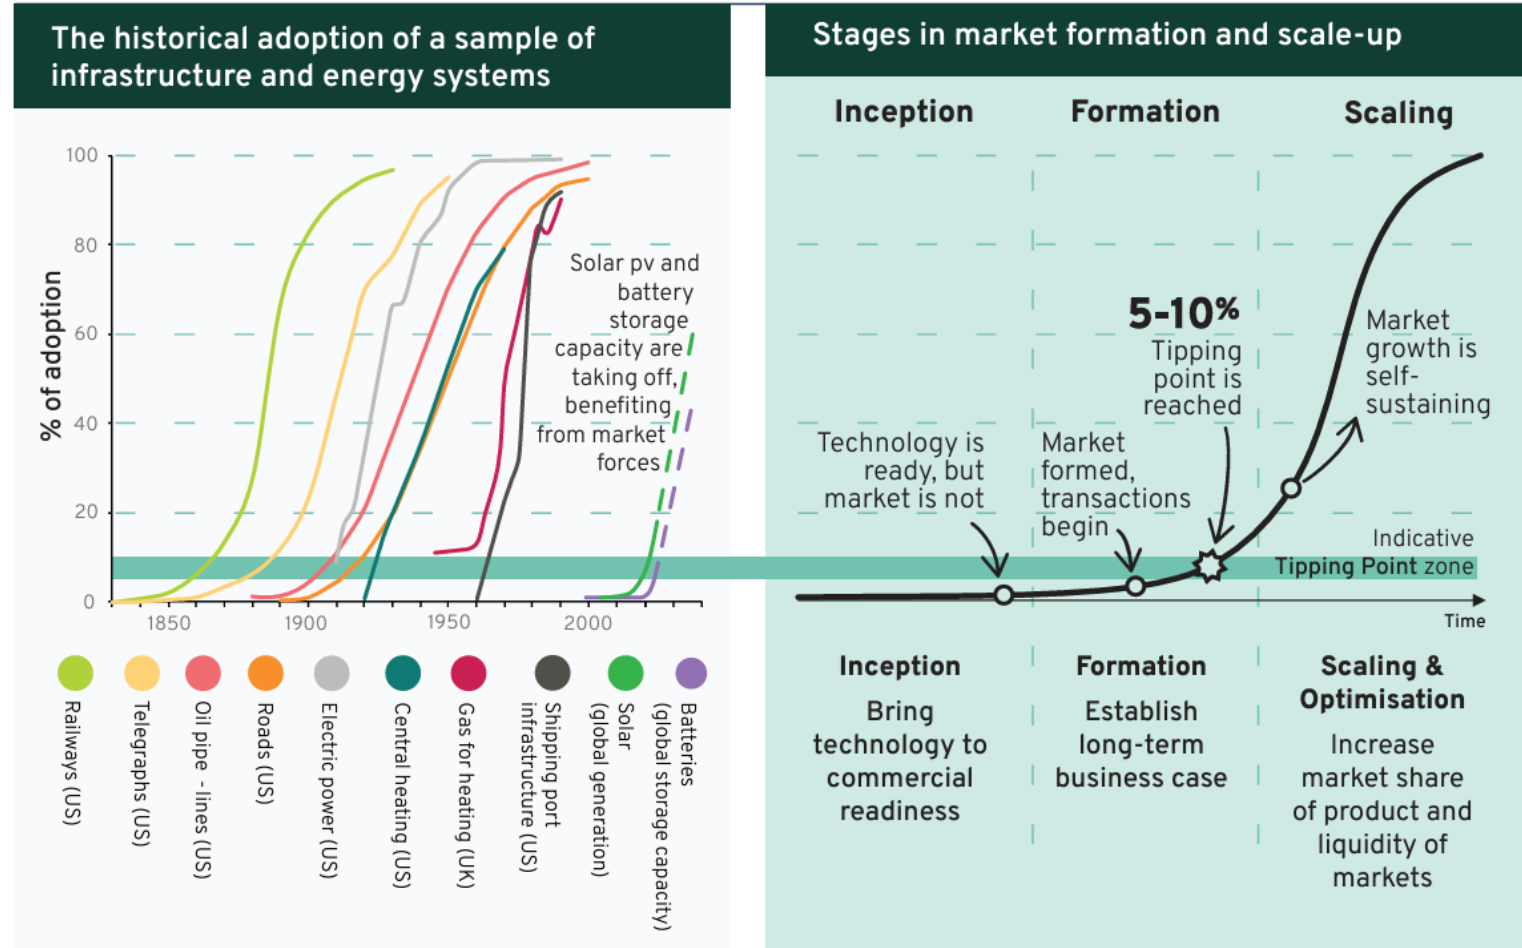 The historical adoption of a sample of
infrastructure and energy systems
% of adoption
100
80
60
40
20
0
1850
1900
1950
2000
Solar pv and
battery
storage
capacity are
taking off,
benefiting
from market
forces
Railways (US)
Telegraphs (US)
Oil pipe - lines (US)
Roads (US)
Electric power (US)
Central heating (US)
Gas for heating (UK)
Shipping port
infrastructure (US)
Solar
(global generation)
Batteries
(global storage capacity)
Stages in market formation and scale-up
Inception
Formation
Scaling
Technology is
ready, but
market is not
Market
formed,
transactions
begin
5-10%
Tipping
point is
reached
Market
growth is
self-
sustaining
Indicative
Tipping Point zone
Time
Inception
Bring
technology to
commercial
readiness
Formation
Establish
long-term
business case
Scaling &
Optimisation
Increase
market share
of product and
liquidity of
markets